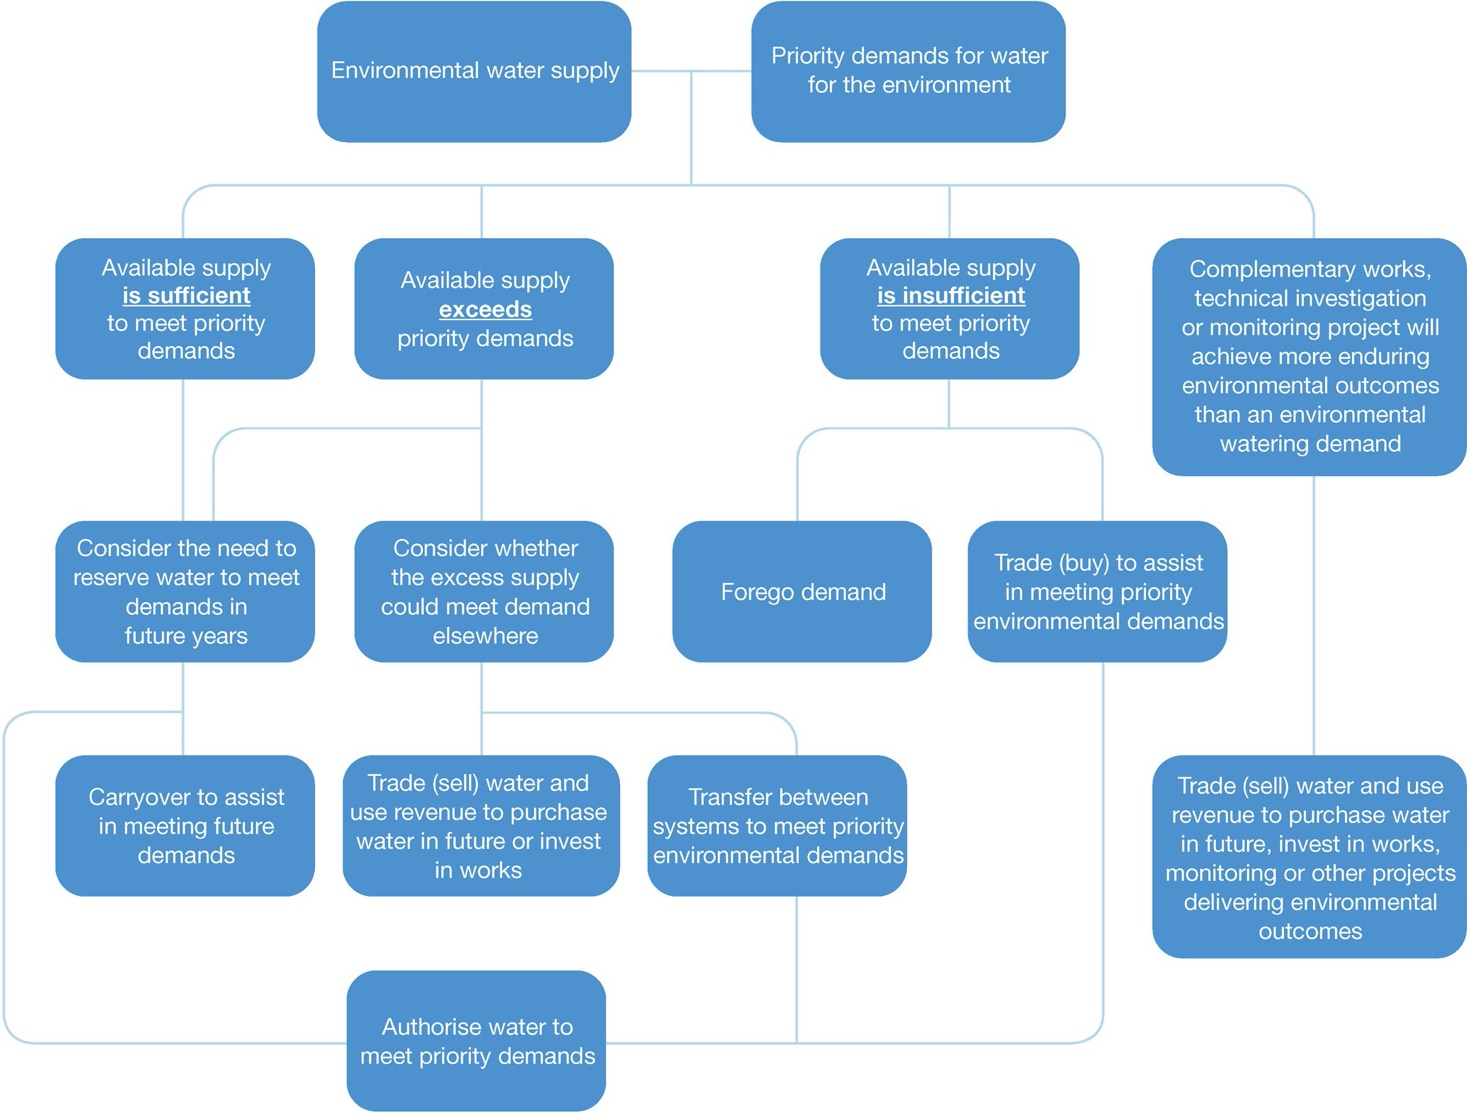 Environmental water supply
Priority demands for water
for the environment
Available supply
is sufficient
to meet priority
demands
Available supply
exceeds
priority demands
Available supply
is insufficient
to meet priority
demands
Complementary works,
technical investigation
or monitoring project will
achieve more enduring
environmental outcomes
than an environmental
watering demand
Consider the need to
reserve water to meet
demands in
future years
Consider whether
the excess supply
could meet demand
elsewhere
Forego demand
Trade (buy) to assist
in meeting priority
environmental demands
Carryover to assist
in meeting future
demands
Trade (sell) water and
use revenue to purchase
water in future or invest
in works
Transfer between
systems to meet priority
environmental demands
Trade (sell) water and use
revenue to purchase water
in future, invest in works,
monitoring or other projects
delivering environmental
outcomes
Authorise water to
meet priority demands